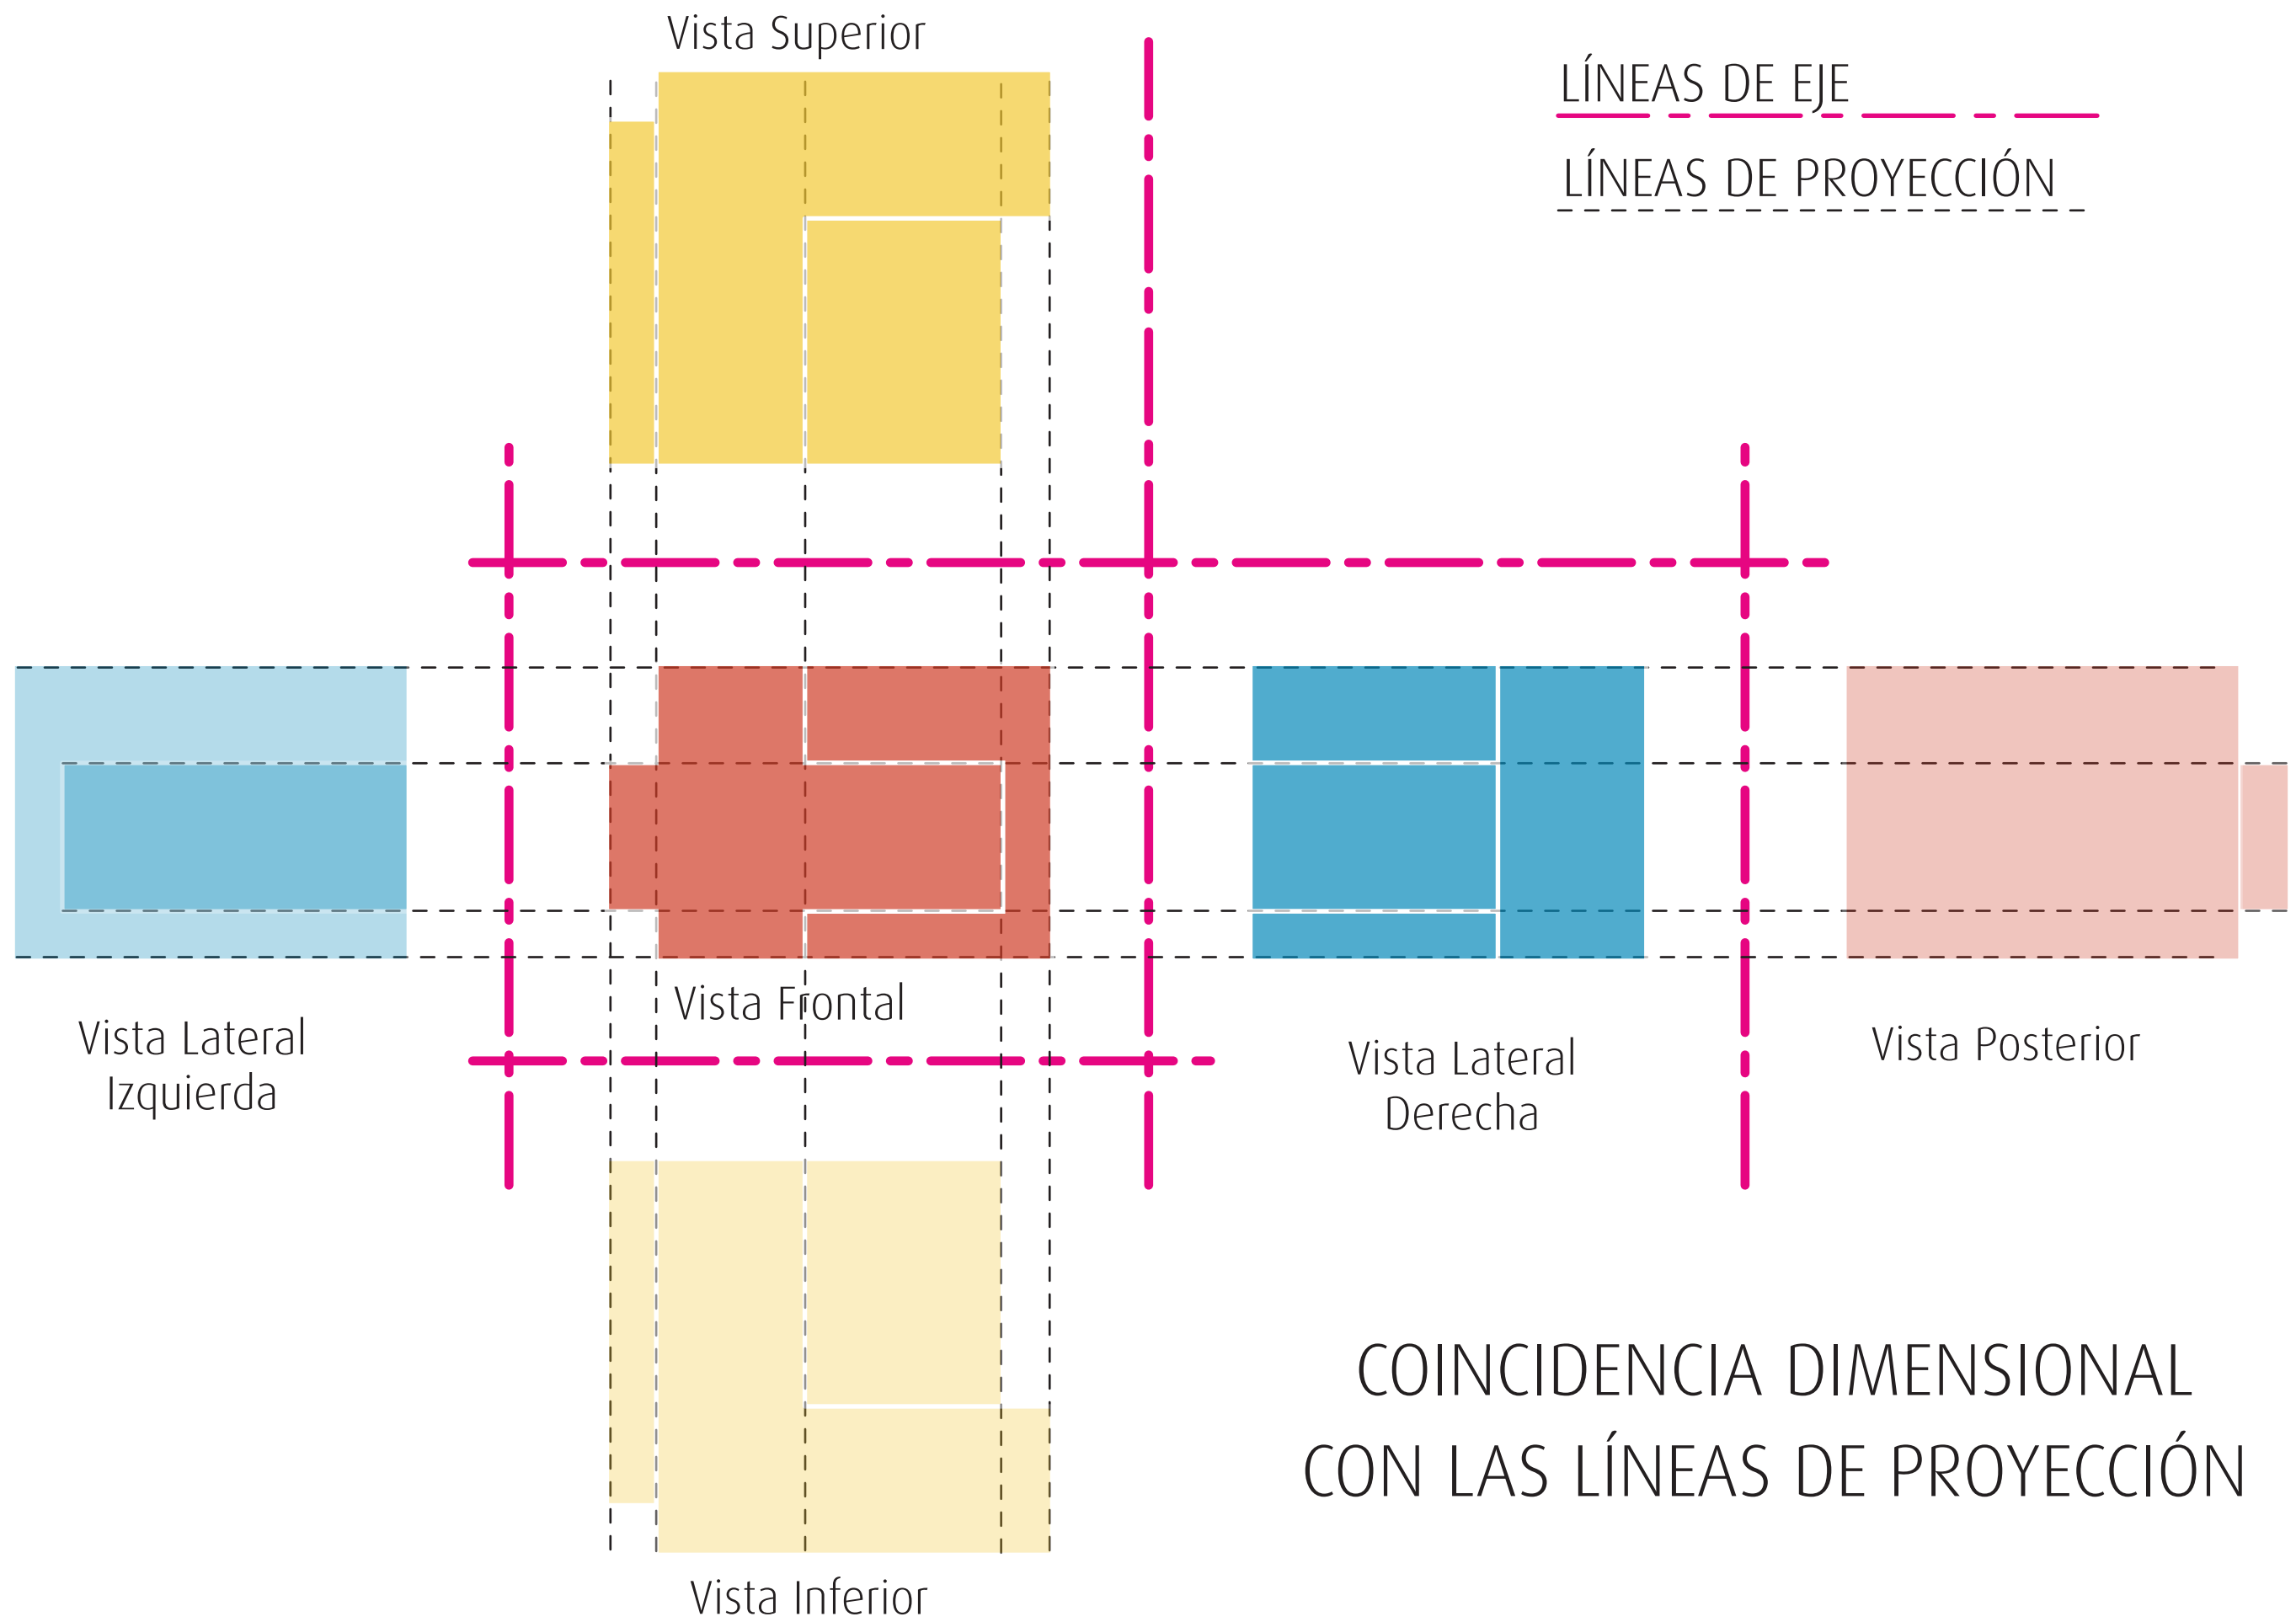 Vista Superior
LÍNEAS DE EJE
LÍNEAS DE PROYECCIÓN
Vista Frontal
Vista Lateral
Izquierda
Vista Lateral
Derecha
Vista Posterior
COINCIDENCIA DIMENSIONAL
CON LAS LÍNEAS DE PROYECCIÓN
Vista Inferior